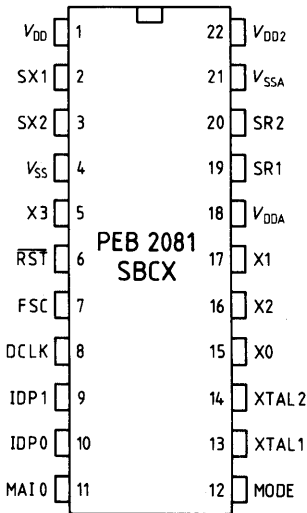 VDD 1 22 VDD2
SX1 2 21 VSSA
SX2 3 20 SR2
VSS 4 19 SR1
X3 5 18 VDDA
PEB 2081
SBCX
RST 6 17 X1
FSC 7 16 X2
DCLK 8 15 X0
IDP1 9 14 XTAL2
IDP0 10 13 XTAL1
MAI0 11 12 MODE